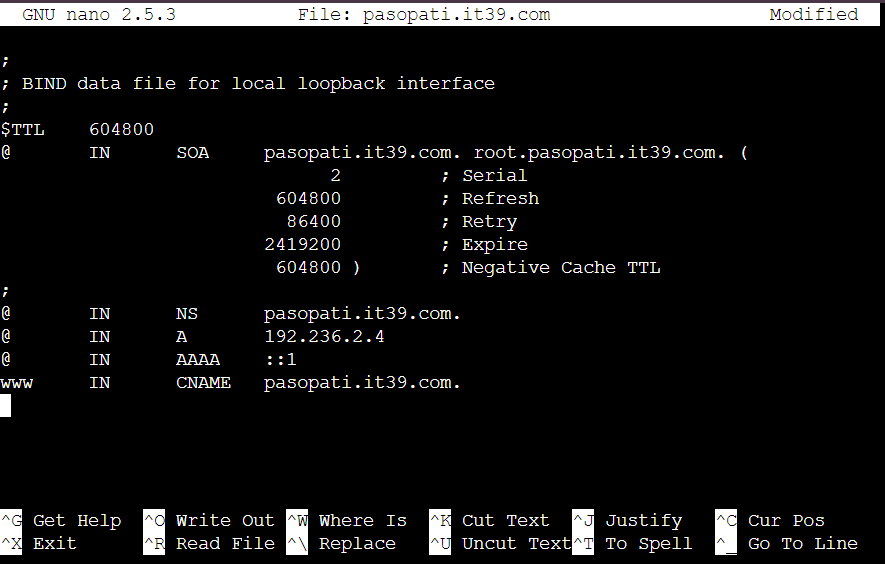 GNU nano 2.5.3 File: pasopati.it39.com Modified
;
; BIND data file for local loopback interface
;
$TTL 604800
@ IN SOA pasopati.it39.com. root.pasopati.it39.com. (
2 ; Serial
604800 ; Refresh
86400 ; Retry
2419200 ; Expire
604800 ) ; Negative Cache TTL
;
@ IN NS pasopati.it39.com.
@ IN A 192.236.2.4
@ IN AAAA ::1
www IN CNAME pasopati.it39.com.
^G Get Help ^O Write Out ^W Where Is ^K Cut Text ^J Justify ^C Cur Pos
^X Exit ^R Read File ^\ Replace ^U Uncut Text ^T To Spell ^_ Go To Line